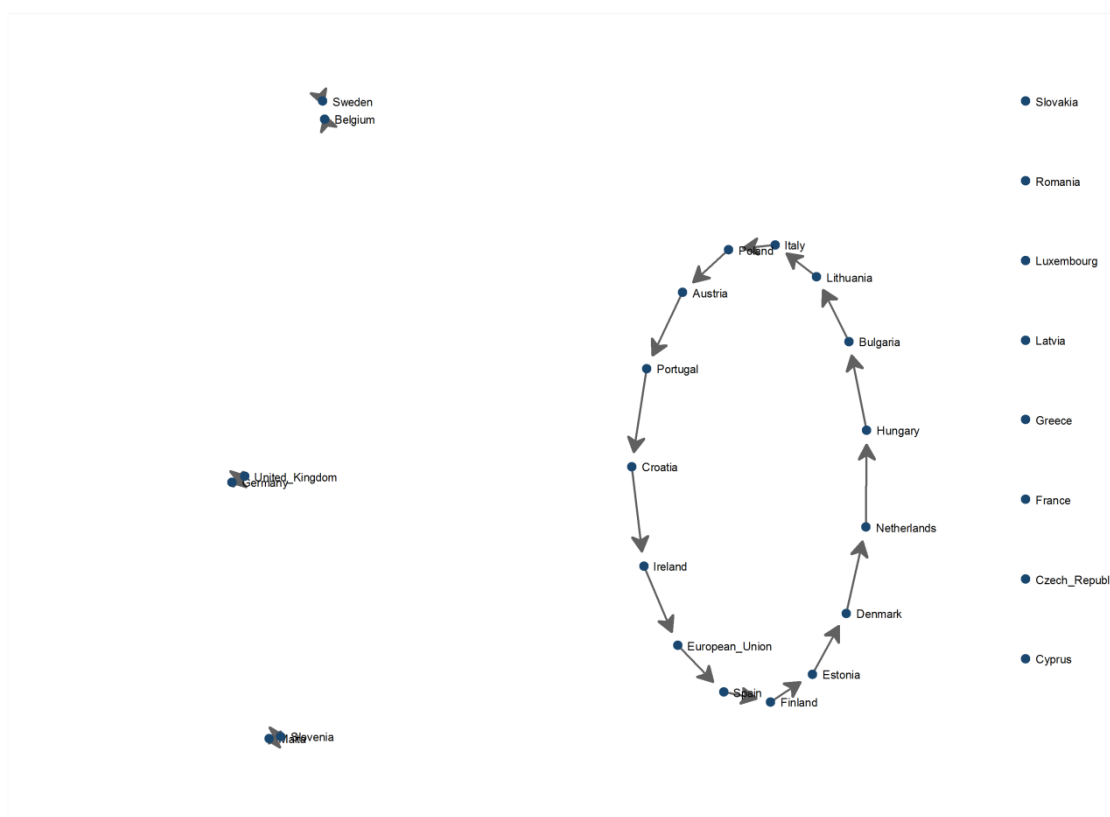 Sweden
Belgium
Slovakia
Romania
Italy
Poland
Luxembourg
Lithuania
Austria
Bulgaria
Latvia
Portugal
Greece
Hungary
Croatia
United_Kingdom
Germany
France
Netherlands
Ireland
Czech_Republ
Denmark
European_Union
Cyprus
Estonia
Spain
Finland
Slovenia
Malta